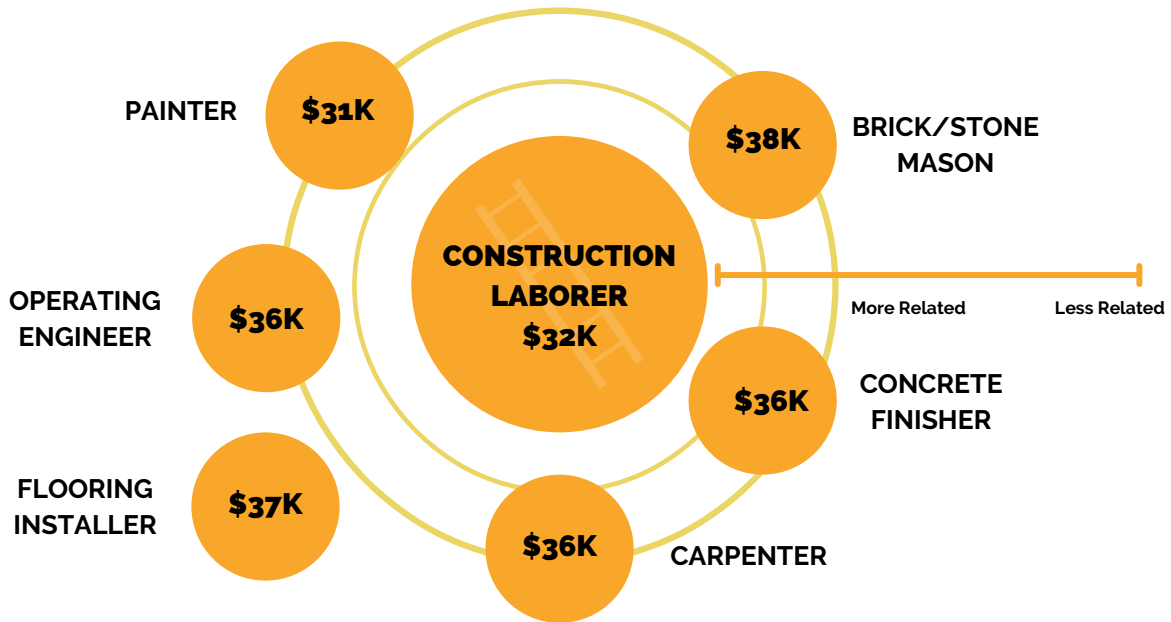 PAINTER
$31K
$38K
BRICK/STONE
MASON
CONSTRUCTION
LABORER
$32K
More Related
Less Related
OPERATING
ENGINEER
$36K
$36K
CONCRETE
FINISHER
FLOORING
INSTALLER
$37K
$36K
CARPENTER